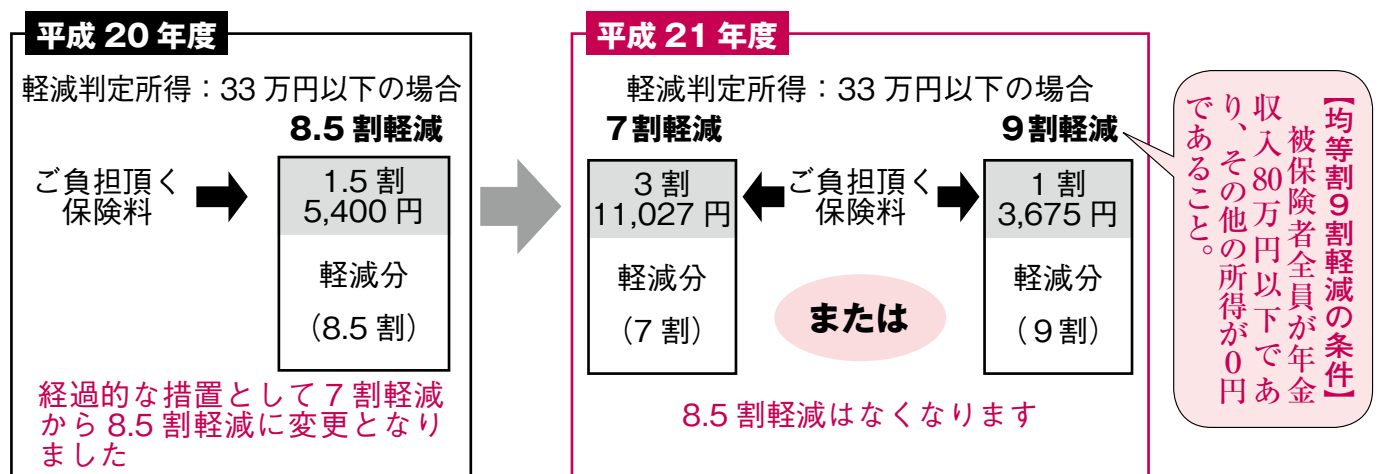 平成 20 年度
軽減判定所得：33 万円以下の場合
8.5 割軽減
ご負担頂く
保険料
1.5 割
5,400 円
軽減分
（8.5 割）
経過的な措置として 7 割軽減
から 8.5 割軽減に変更となり
ました
平成 21 年度
軽減判定所得：33 万円以下の場合
7割軽減
3 割
11,027 円
軽減分
（7 割）
ご負担頂く
保険料
または
9割軽減
1 割
3,675 円
軽減分
（9 割）
8.5 割軽減はなくなります
【均等割９割軽減の条件】
被保険者全員が年金
収入80万円以下であ
り、その他の所得が０円
であること。